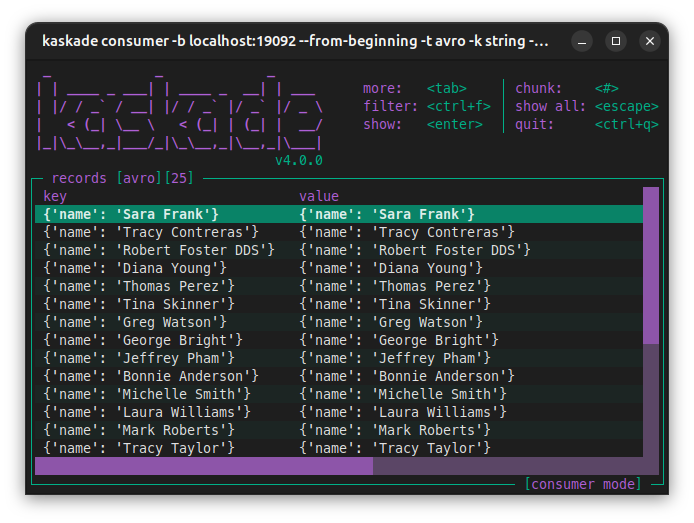 kaskade consumer -b localhost:19092 --from-beginning -t avro -k string -...
kaskade
more: <tab> chunk: <#>
filter: <ctrl+f> show all: <escape>
show: <enter> quit: <ctrl+q>
v4.0.0
records [avro][25]
key value
{'name': 'Sara Frank'} {'name': 'Sara Frank'}
{'name': 'Tracy Contreras'} {'name': 'Tracy Contreras'}
{'name': 'Robert Foster DDS'} {'name': 'Robert Foster DDS'}
{'name': 'Diana Young'} {'name': 'Diana Young'}
{'name': 'Thomas Perez'} {'name': 'Thomas Perez'}
{'name': 'Tina Skinner'} {'name': 'Tina Skinner'}
{'name': 'Greg Watson'} {'name': 'Greg Watson'}
{'name': 'George Bright'} {'name': 'George Bright'}
{'name': 'Jeffrey Pham'} {'name': 'Jeffrey Pham'}
{'name': 'Bonnie Anderson'} {'name': 'Bonnie Anderson'}
{'name': 'Michelle Smith'} {'name': 'Michelle Smith'}
{'name': 'Laura Williams'} {'name': 'Laura Williams'}
{'name': 'Mark Roberts'} {'name': 'Mark Roberts'}
{'name': 'Tracy Taylor'} {'name': 'Tracy Taylor'}
[consumer mode]